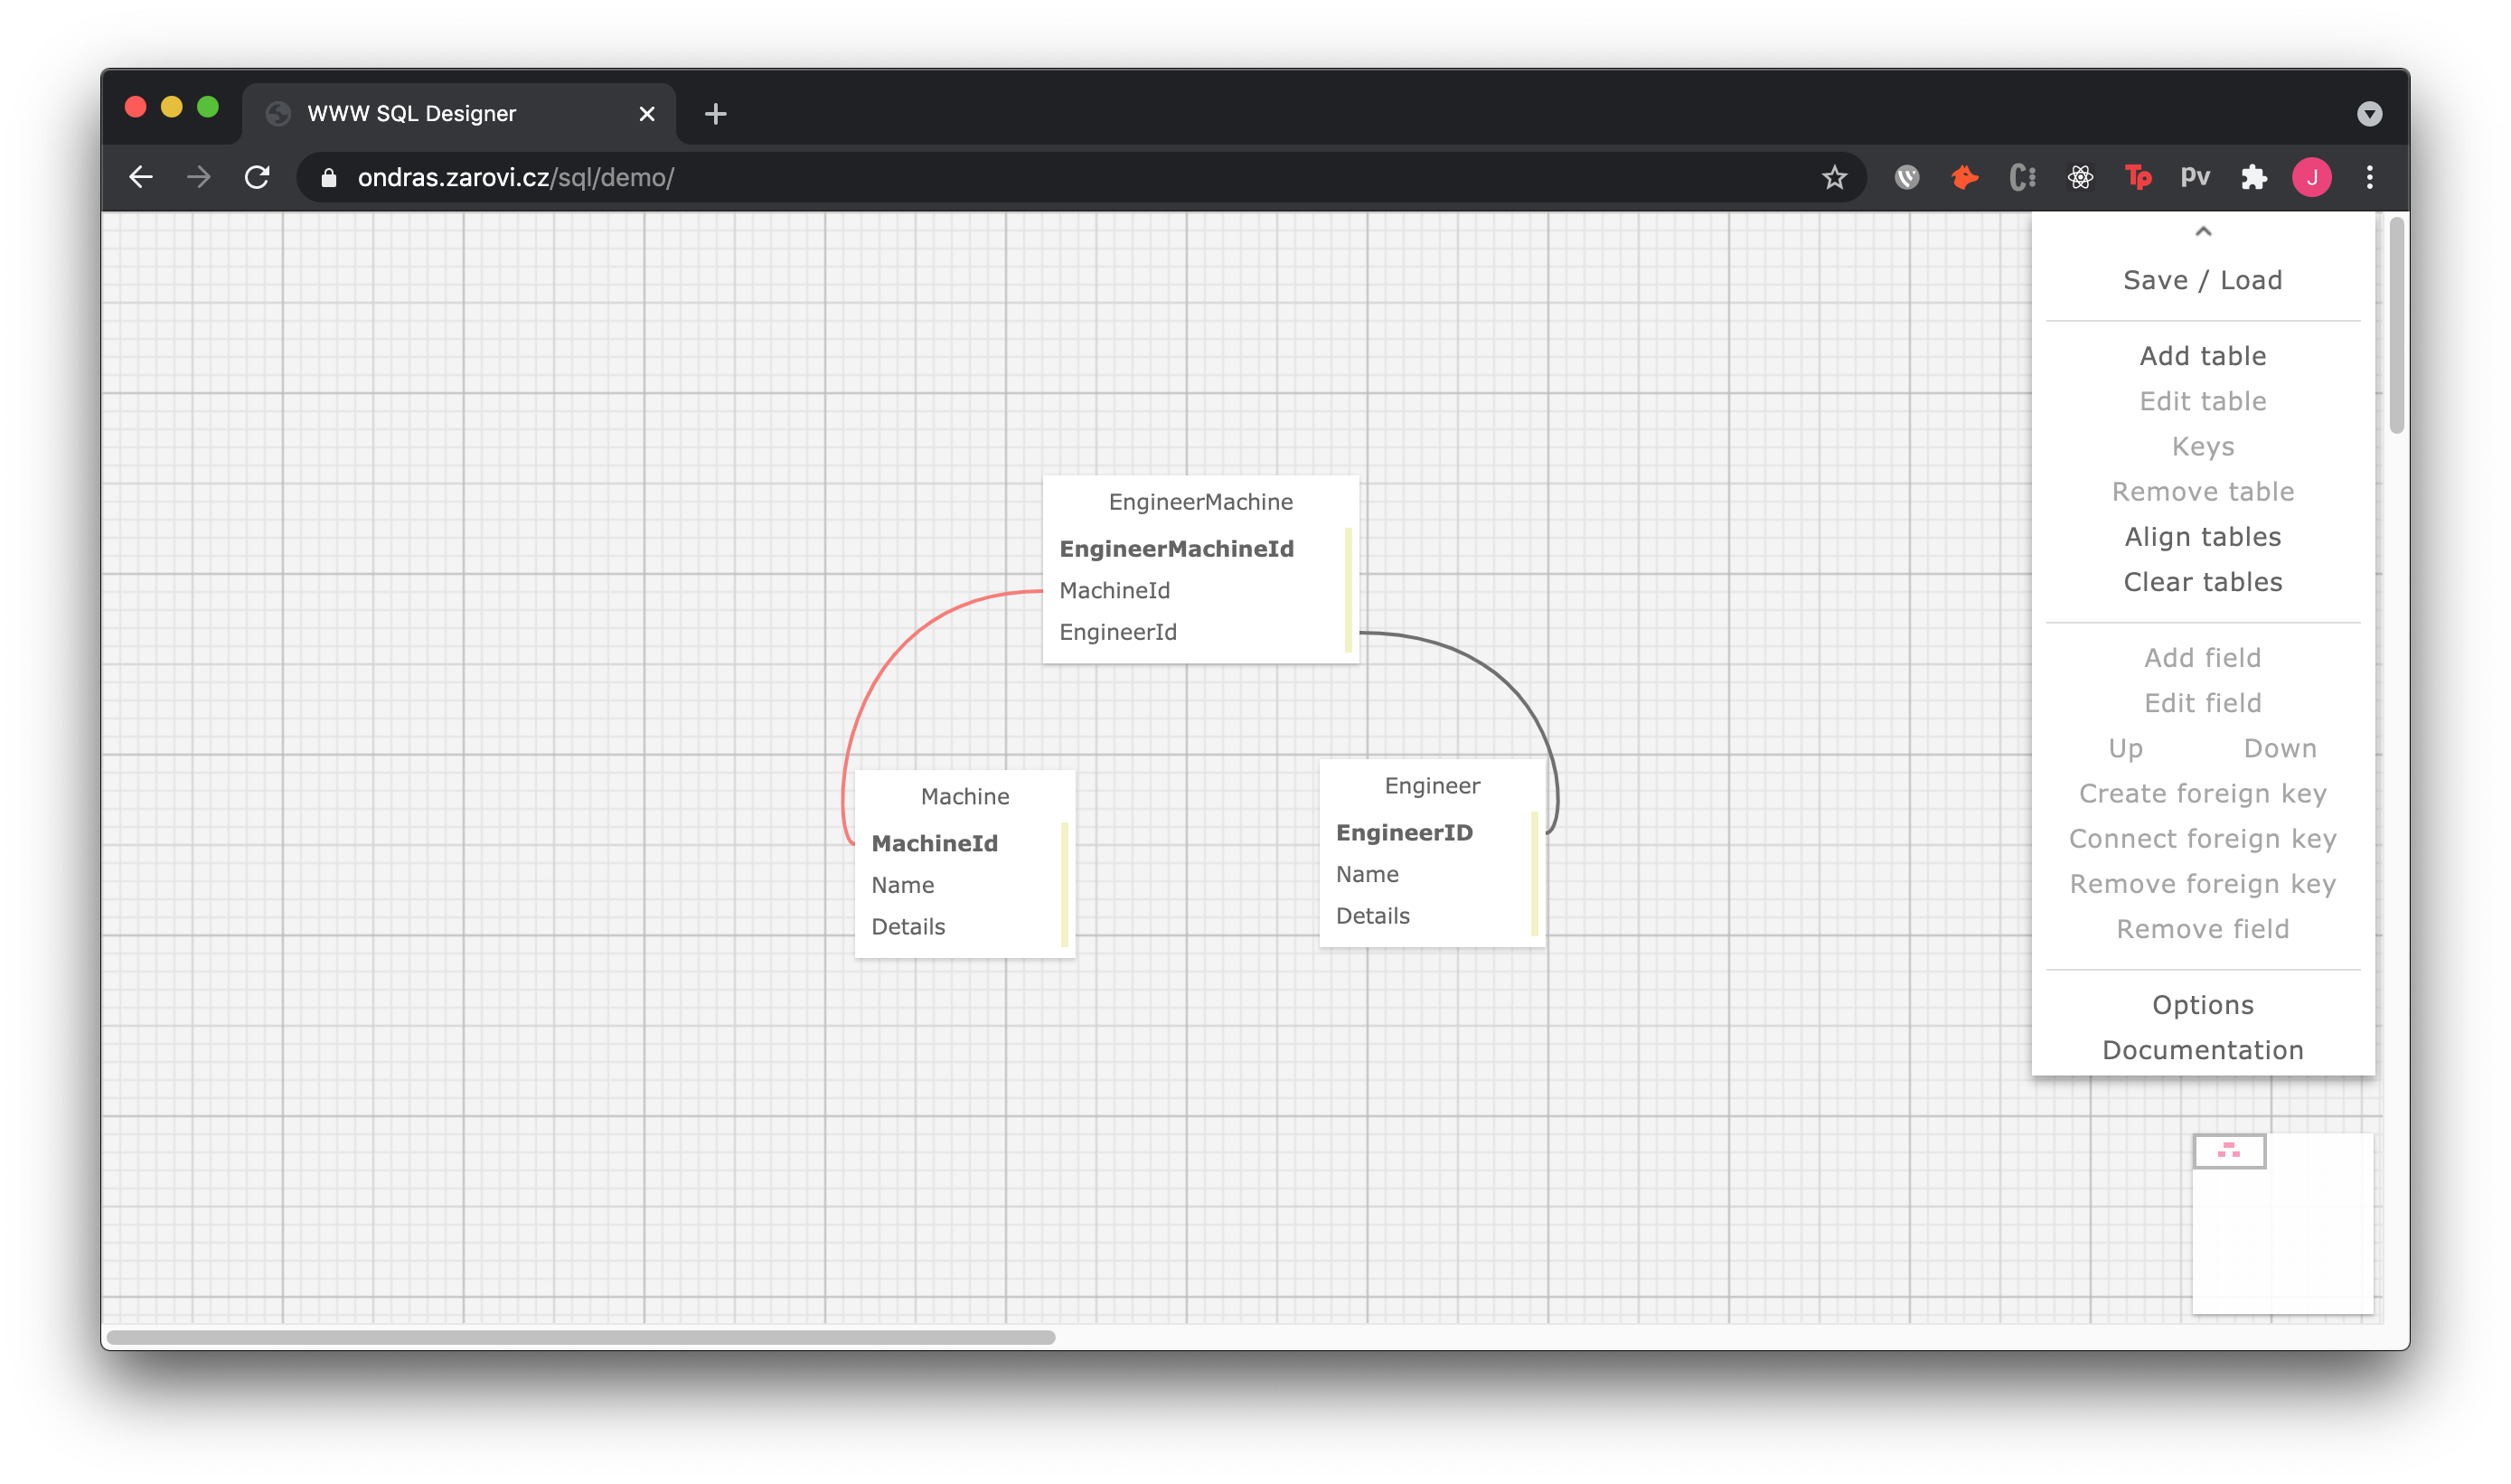 WWW SQL Designer
ondras.zarovi.cz/sql/demo/
Tp
pv
J
Save / Load
Add table
Edit table
Keys
Remove table
Align tables
Clear tables
Add field
Edit field
Up Down
Create foreign key
Connect foreign key
Remove foreign key
Remove field
Options
Documentation
EngineerMachine
EngineerMachineId
MachineId
EngineerId
Machine
MachineId
Name
Details
Engineer
EngineerID
Name
Details